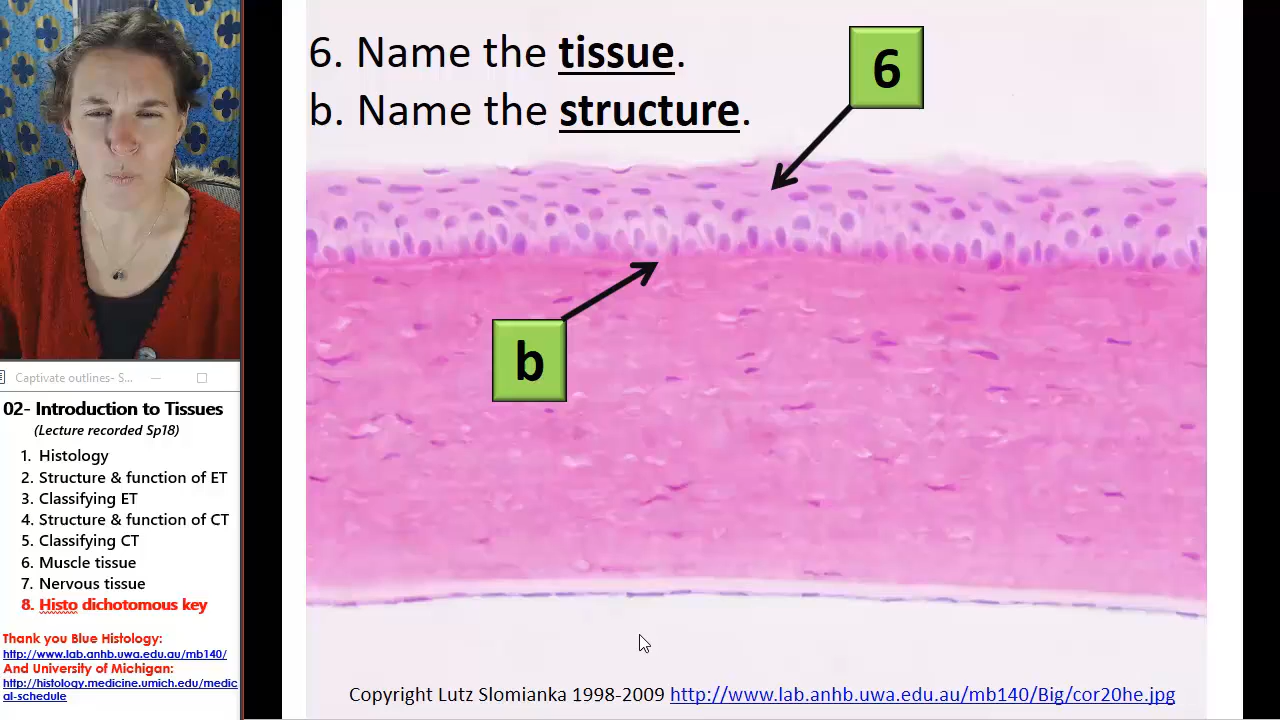 6. Name the tissue.
b. Name the structure.
6
b
Captivate outlines- S...
02- Introduction to Tissues
(Lecture recorded Sp18)
1. Histology
2. Structure & function of ET
3. Classifying ET
4. Structure & function of CT
5. Classifying CT
6. Muscle tissue
7. Nervous tissue
8. Histo dichotomous key
Thank you Blue Histology:
http://www.lab.anhb.uwa.edu.au/mb140/
And University of Michigan:
http://histology.medicine.umich.edu/medic
al-schedule
Copyright Lutz Slomianka 1998-2009 http://www.lab.anhb.uwa.edu.au/mb140/Big/cor20he.jpg